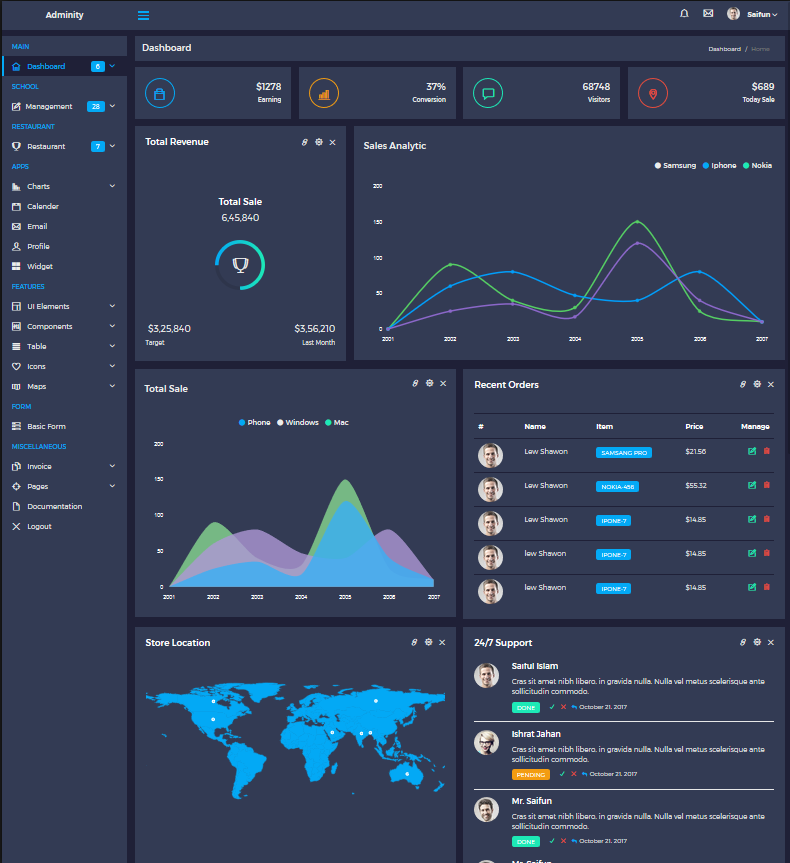 Adminity
Saifun
MAIN
Dashboard 6
SCHOOL
Management 28
RESTAURANT
Restaurant 7
APPS
Charts
Calender
Email
Profile
Widget
FEATURES
UI Elements
Components
Table
Icons
Maps
FORM
Basic Form
MISCELLANEOUS
Invoice
Pages
Documentation
Logout
Dashboard
Dashboard / Home
$1278
Earning
37%
Conversion
68748
Visitors
$689
Today Sale
Total Revenue
Total Sale
6,45,840
$3,25,840
Target
$3,56,210
Last Month
Sales Analytic
Samsung Iphone Nokia
200
150
100
50
0
2001 2002 2003 2004 2005 2006 2007
Total Sale
Phone Windows Mac
200
150
100
50
0
2001 2002 2003 2004 2005 2006 2007
Recent Orders
# Name Item Price Manage
Lew Shawon SAMSANG PRO $21.56
Lew Shawon NOKIA-456 $55.32
Lew Shawon IPONE-7 $14.85
lew Shawon IPONE-7 $14.85
lew Shawon IPONE-7 $14.85
Store Location
24/7 Support
Saiful Islam
Cras sit amet nibh libero, in gravida nulla. Nulla vel metus scelerisque ante
sollicitudin commodo.
DONE October 21, 2017
Ishrat Jahan
Cras sit amet nibh libero, in gravida nulla. Nulla vel metus scelerisque ante
sollicitudin commodo.
PENDING October 21, 2017
Mr. Saifun
Cras sit amet nibh libero, in gravida nulla. Nulla vel metus scelerisque ante
sollicitudin commodo.
DONE October 21, 2017